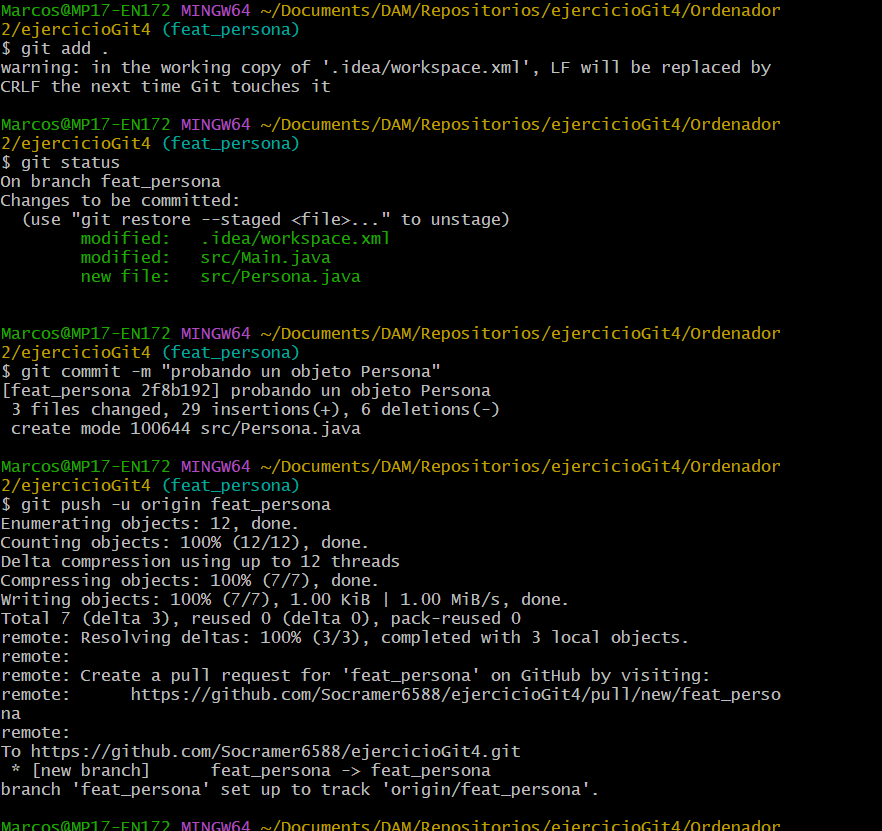 Marcos@MP17-EN172 MINGW64 ~/Documents/DAM/Repositorios/ejercicioGit4/Ordenador
2/ejercicioGit4 (feat_persona)
$ git add .
warning: in the working copy of '.idea/workspace.xml', LF will be replaced by
CRLF the next time Git touches it
Marcos@MP17-EN172 MINGW64 ~/Documents/DAM/Repositorios/ejercicioGit4/Ordenador
2/ejercicioGit4 (feat_persona)
$ git status
On branch feat_persona
Changes to be committed:
  (use "git restore --staged <file>..." to unstage)
        modified:   .idea/workspace.xml
        modified:   src/Main.java
        new file:   src/Persona.java
Marcos@MP17-EN172 MINGW64 ~/Documents/DAM/Repositorios/ejercicioGit4/Ordenador
2/ejercicioGit4 (feat_persona)
$ git commit -m "probando un objeto Persona"
[feat_persona 2f8b192] probando un objeto Persona
 3 files changed, 29 insertions(+), 6 deletions(-)
 create mode 100644 src/Persona.java
Marcos@MP17-EN172 MINGW64 ~/Documents/DAM/Repositorios/ejercicioGit4/Ordenador
2/ejercicioGit4 (feat_persona)
$ git push -u origin feat_persona
Enumerating objects: 12, done.
Counting objects: 100% (12/12), done.
Delta compression using up to 12 threads
Compressing objects: 100% (7/7), done.
Writing objects: 100% (7/7), 1.00 KiB | 1.00 MiB/s, done.
Total 7 (delta 3), reused 0 (delta 0), pack-reused 0
remote: Resolving deltas: 100% (3/3), completed with 3 local objects.
remote:
remote: Create a pull request for 'feat_persona' on GitHub by visiting:
remote:      https://github.com/Socramer6588/ejercicioGit4/pull/new/feat_perso
na
remote:
To https://github.com/Socramer6588/ejercicioGit4.git
 * [new branch]      feat_persona -> feat_persona
branch 'feat_persona' set up to track 'origin/feat_persona'.
Marcos@MP17-EN172 MINGW64 ~/Documents/DAM/Repositorios/ejercicioGit4/Ordenador